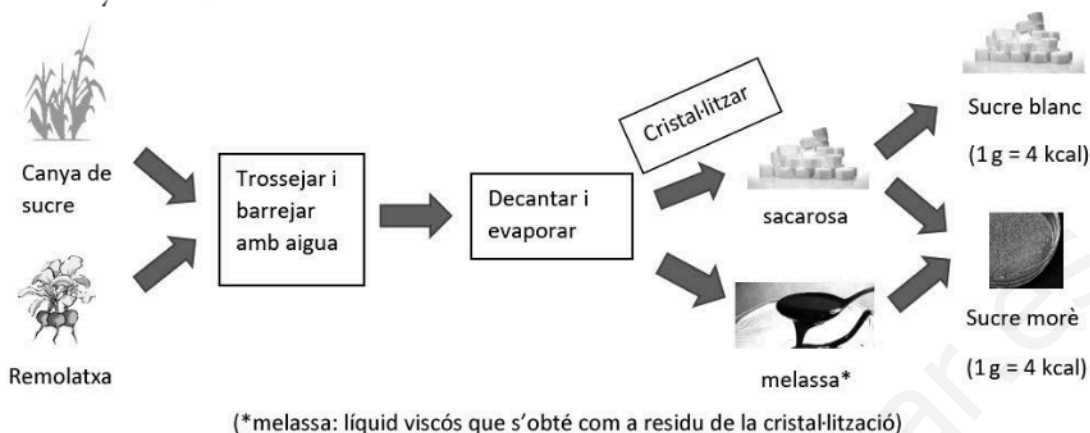 Canya de
sucre
Remolatxa
Trossejar i
barrejar
amb aigua
Decantar i
evaporar
Cristal·litzar
sacarosa
melassa*
Sucre blanc
(1 g = 4 kcal)
Sucre morè
(1 g = 4 kcal)
(*melassa: líquid viscós que s'obté com a residu de la cristal·lització)